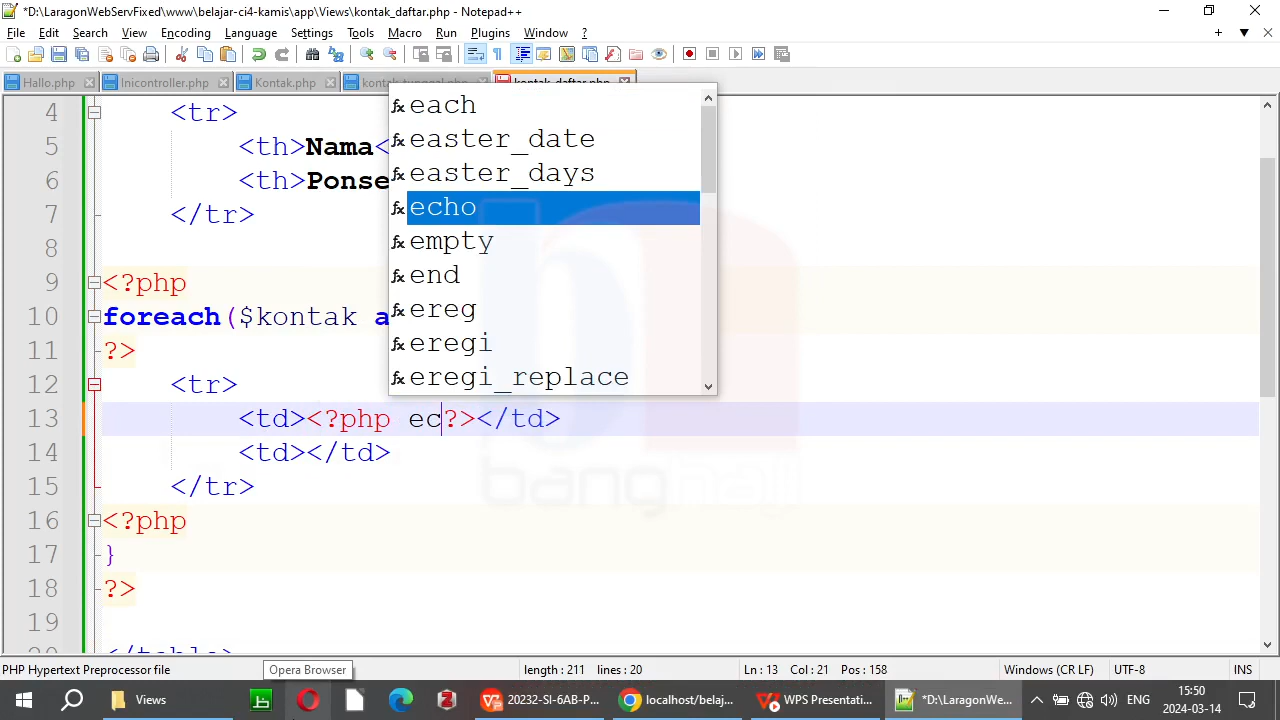 *D:\LaragonWebServFixed\www\belajar-ci4-kamis\app\Views\kontak_daftar.php - Notepad++
File Edit Search View Encoding Language Settings Tools Macro Run Plugins Window ?
Hallo.php Inicontroller.php Kontak.php kontak_tunggal.php kontak_daftar.php
each
4 <tr>
easter_date
5 <th>Nama<
easter_days
6 <th>Ponse
echo
7 </tr>
empty
8
end
9 <?php
ereg
10 foreach($kontak a
eregi
11 ?>
eregi_replace
12 <tr>
13 <td><?php ec?></td>
14 <td></td>
15 </tr>
16 <?php
17 }
18 ?>
19
20 </table>
banghaji
PHP Hypertext Preprocessor file
Opera Browser
length : 211 lines : 20
Ln : 13 Col : 21 Pos : 158
Windows (CR LF)
UTF-8
INS
Views
20232-SI-6AB-P...
localhost/belaj...
WPS Presentati...
*D:\LaragonWe...
ENG
15:50
2024-03-14